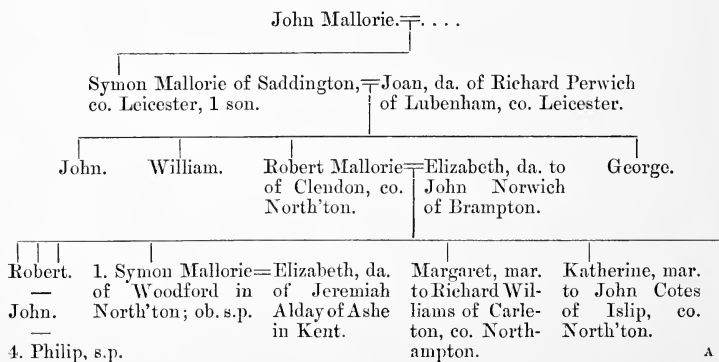 John Mallorie.=. . . .
Symon Mallorie of Saddington,=Joan, da. of Richard Perwich
co. Leicester, 1 son.
of Lubenham, co. Leicester.
John.
William.
Robert Mallorie=Elizabeth, da. to
of Clendon, co.
John Norwich
North'ton.
of Brampton.
George.
Robert.
—
John.
—
4. Philip, s.p.
1. Symon Mallorie=Elizabeth, da.
of Woodford in
of Jeremiah
North'ton; ob. s.p.
Alday of Ashe
in Kent.
Margaret, mar.
to Richard Wil-
liams of Carle-
ton, co. North-
ampton.
Katherine, mar.
to John Cotes
of Islip, co.
North'ton.
A